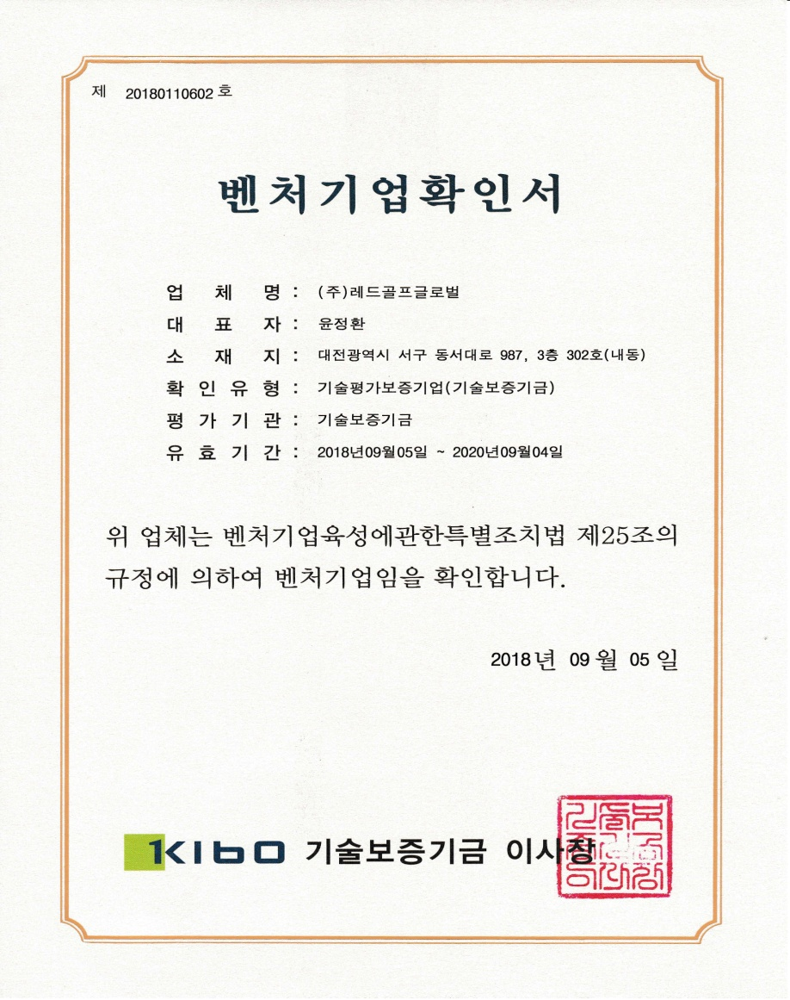 제 20180110602 호
벤처기업확인서
업 체 명 : (주)레드골프글로벌
대 표 자 : 윤정환
소 재 지 : 대전광역시 서구 동서대로 987, 3층 302호(내동)
확 인 유 형 : 기술평가보증기업(기술보증기금)
평 가 기 관 : 기술보증기금
유 효 기 간 : 2018년09월05일 ~ 2020년09월04일
위 업체는 벤처기업육성에관한특별조치법 제25조의
규정에 의하여 벤처기업임을 확인합니다.
2018년 09월 05일
KIBO 기술보증기금 이사장